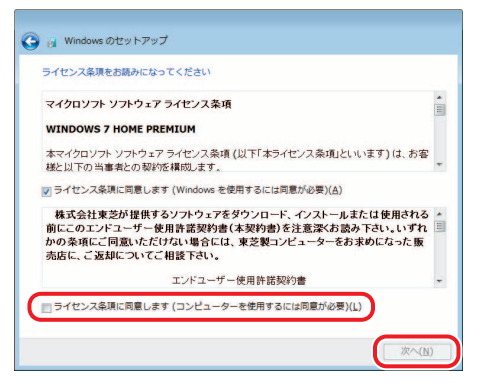 Windows のセットアップ
ライセンス条項をお読みになってください
マイクロソフト ソフトウェア ライセンス条項
WINDOWS 7 HOME PREMIUM
本マイクロソフト ソフトウェア ライセンス条項 (以下「本ライセンス条項」といいます) は、お客
様と以下の当事者との契約を構成します。
ライセンス条項に同意します (Windows を使用するには同意が必要)(A)
株式会社東芝が提供するソフトウェアをダウンロード、インストールまたは使用される
前にこのエンドユーザー使用許諾契約書(本契約書)を注意深くお読み下さい。いずれ
かの条項にご同意いただけない場合には、東芝製コンピューターをお求めになった販
売店に、ご返却についてご相談下さい。
エンドユーザー使用許諾契約書
ライセンス条項に同意します (コンピューターを使用するには同意が必要)(L)
次へ(N)